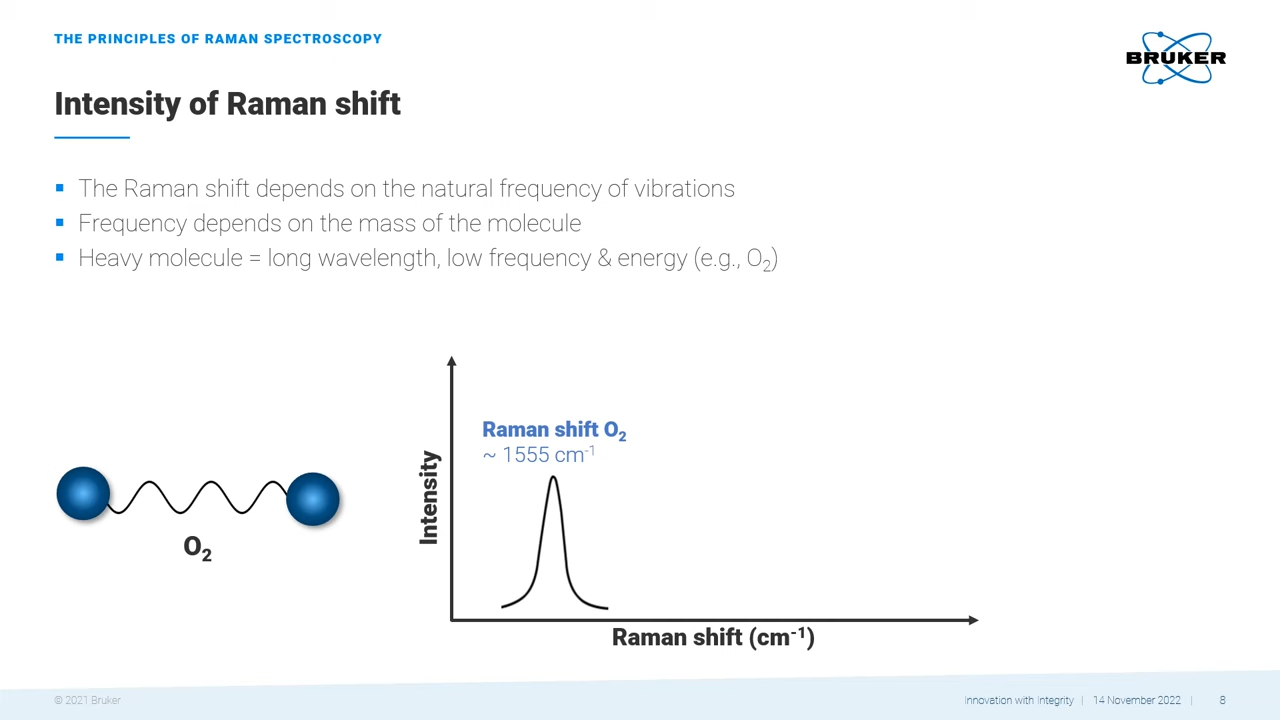 THE PRINCIPLES OF RAMAN SPECTROSCOPY
BRUKER
Intensity of Raman shift
▪ The Raman shift depends on the natural frequency of vibrations
▪ Frequency depends on the mass of the molecule
▪ Heavy molecule = long wavelength, low frequency & energy (e.g., O₂)
Raman shift O₂
~ 1555 cm⁻¹
Intensity
O₂
Raman shift (cm⁻¹)
© 2021 Bruker
Innovation with Integrity | 14 November 2022 | 8